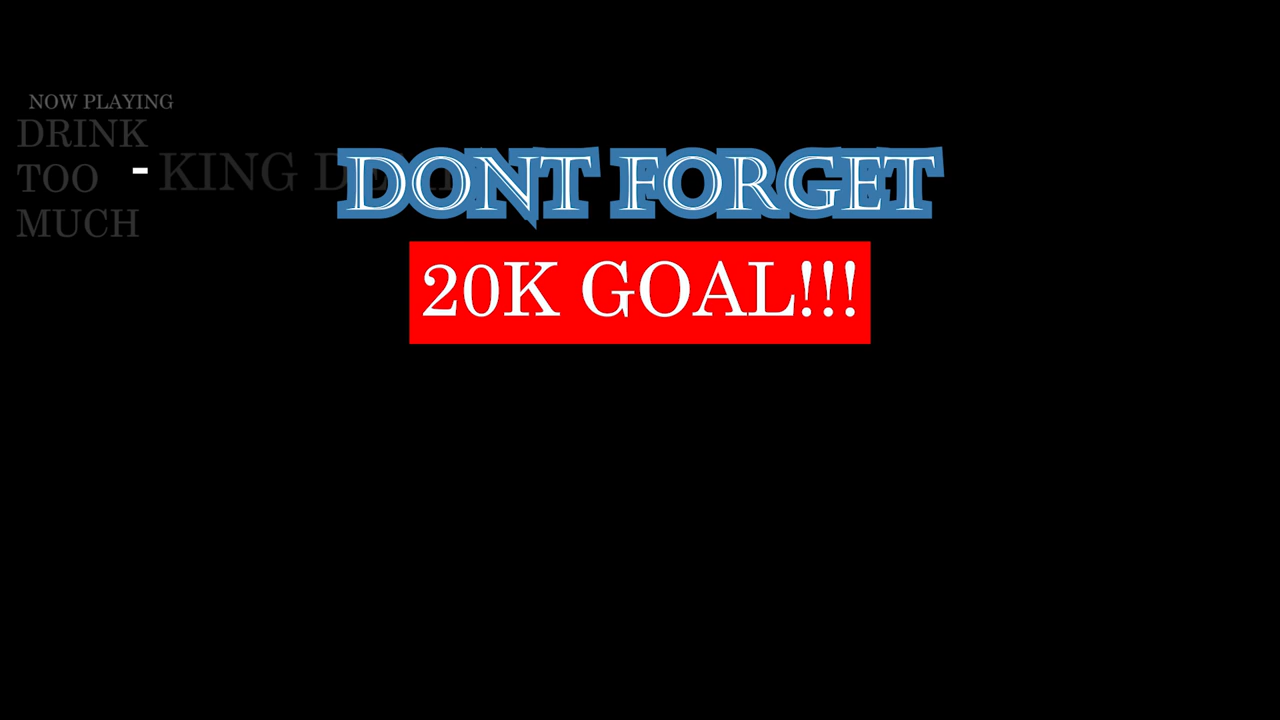 NOW PLAYING
DRINK
TOO
MUCH
- KING
DONT FORGET
20K GOAL!!!